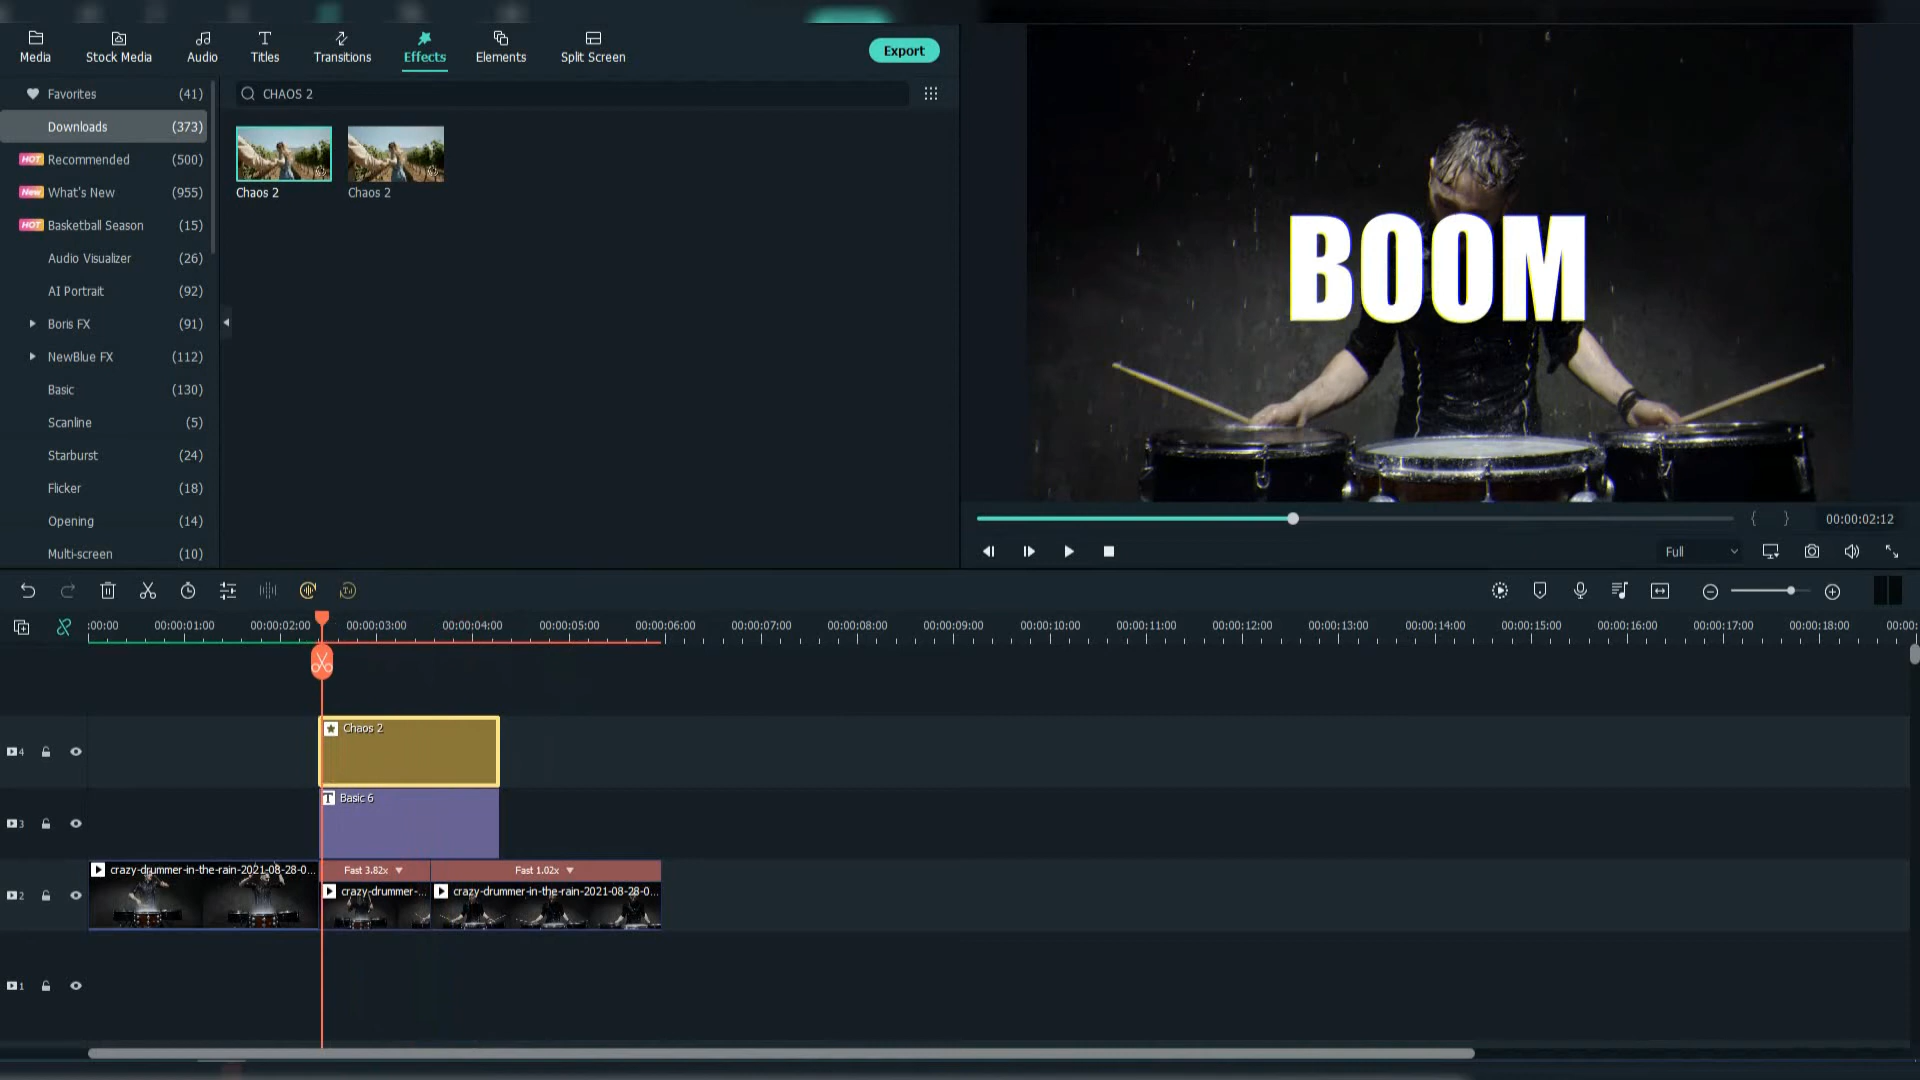 Media
Stock Media
Audio
Titles
Transitions
Effects
Elements
Split Screen
Export
Favorites (41)
Downloads (373)
HOT Recommended (500)
New What's New (955)
HOT Basketball Season (15)
Audio Visualizer (26)
AI Portrait (92)
Boris FX (91)
NewBlue FX (112)
Basic (130)
Scanline (5)
Starburst (24)
Flicker (18)
Opening (14)
Multi-screen (10)
CHAOS 2
Chaos 2
Chaos 2
BOOM
{ } 00:00:02:12
Full
:00:00 00:00:01:00 00:00:02:00 00:00:03:00 00:00:04:00 00:00:05:00 00:00:06:00 00:00:07:00 00:00:08:00 00:00:09:00 00:00:10:00 00:00:11:00 00:00:12:00 00:00:13:00 00:00:14:00 00:00:15:00 00:00:16:00 00:00:17:00 00:00:18:00 00:00:
4
Chaos 2
3
T Basic 6
2
crazy-drummer-in-the-rain-2021-08-28-0...
Fast 3.82x
crazy-drummer-...
Fast 1.02x
crazy-drummer-in-the-rain-2021-08-28-0...
1